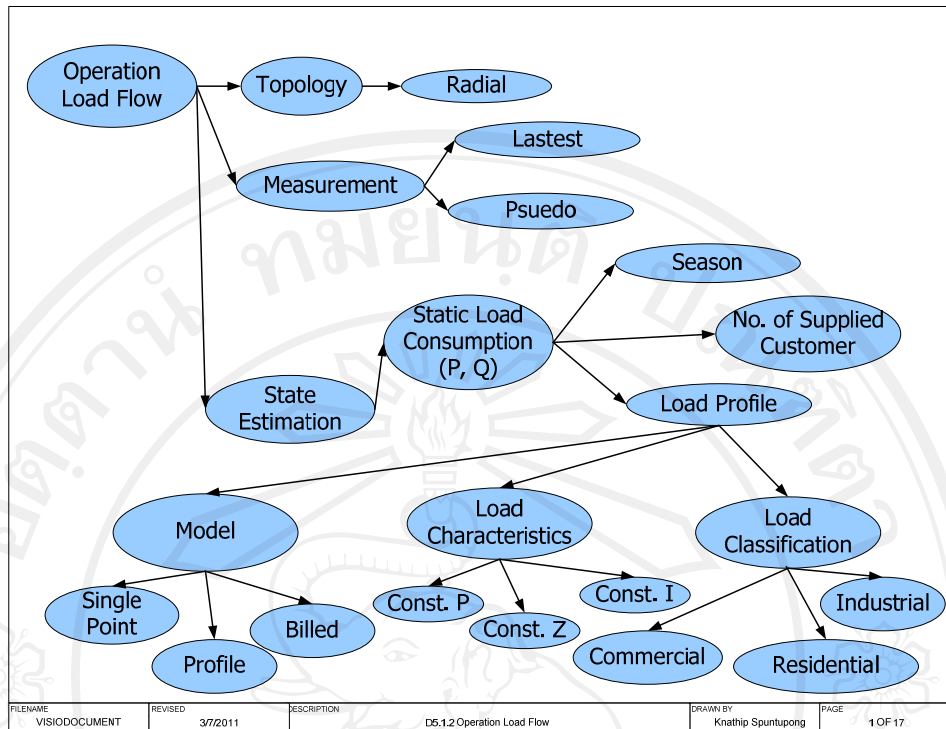 Operation
Load Flow
Topology
Radial
Lastest
Measurement
Psuedo
Season
Static Load
Consumption
(P, Q)
No. of Supplied
Customer
State
Estimation
Load Profile
Model
Load
Characteristics
Load
Classification
Single
Point
Profile
Billed
Const. P
Const. Z
Const. I
Commercial
Residential
Industrial
FILENAME
VISIODOCUMENT
REVISED
3/7/2011
DESCRIPTION
D5.1.2 Operation Load Flow
DRAWN BY
Knathip Spuntupong
PAGE
1 OF 17